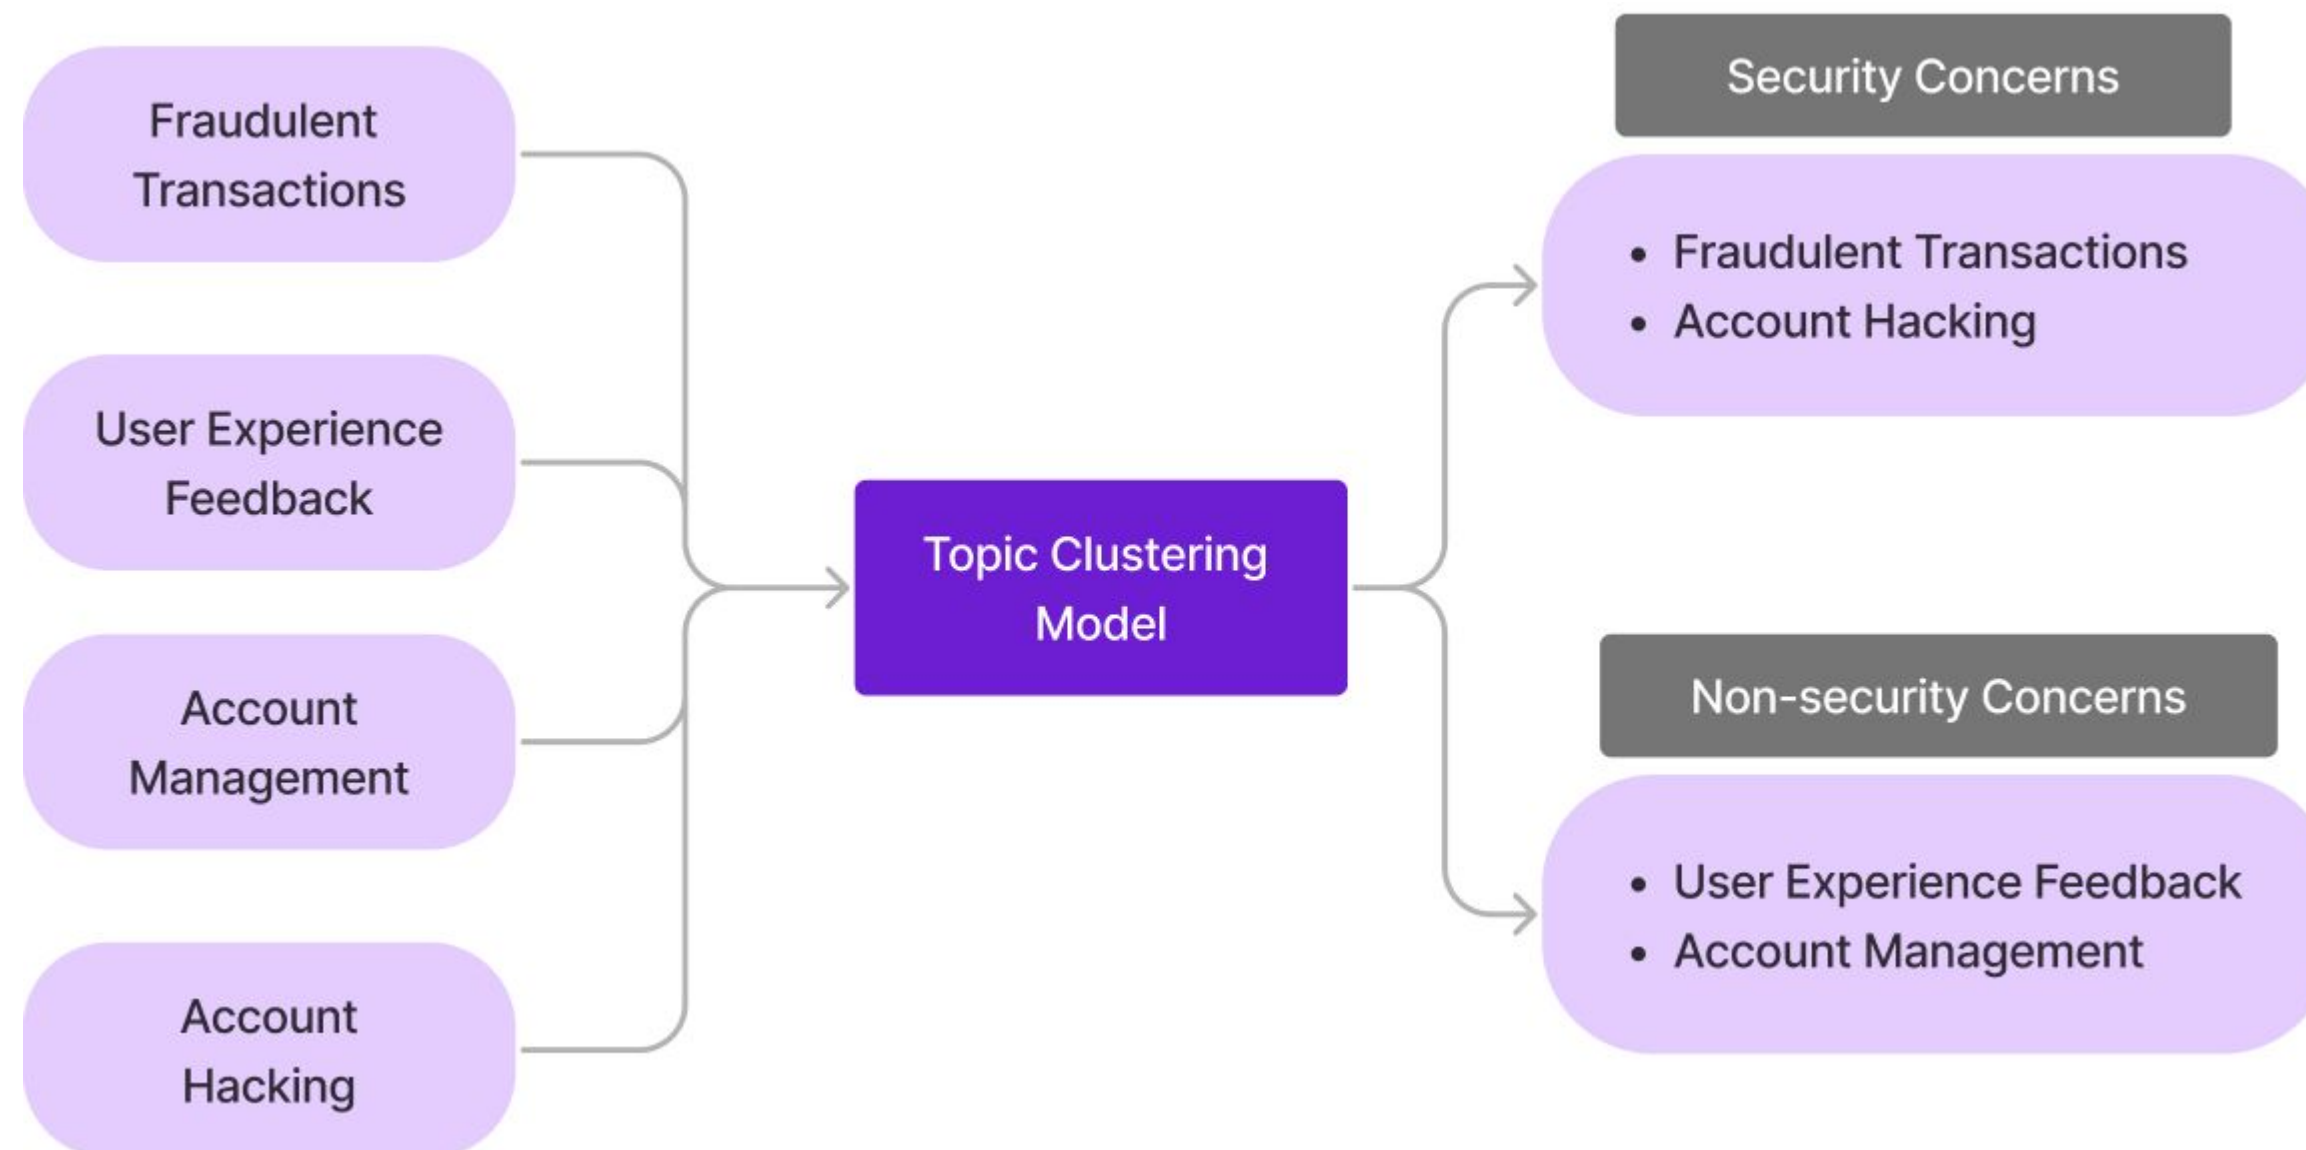 Fraudulent
Transactions
User Experience
Feedback
Account
Management
Account
Hacking
Topic Clustering
Model
Security Concerns
• Fraudulent Transactions
• Account Hacking
Non-security Concerns
• User Experience Feedback
• Account Management